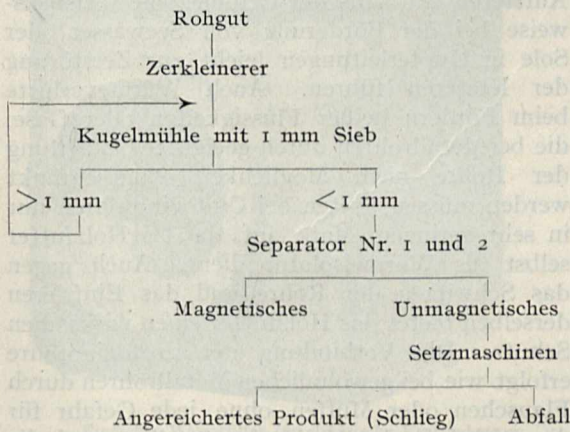 Rohgut
Zerkleinerer
Kugelmühle mit 1 mm Sieb
>1 mm <1 mm
Separator Nr. 1 und 2
Magnetisches Unmagnetisches
Setzmaschinen
Angereichertes Produkt (Schlieg) Abfall